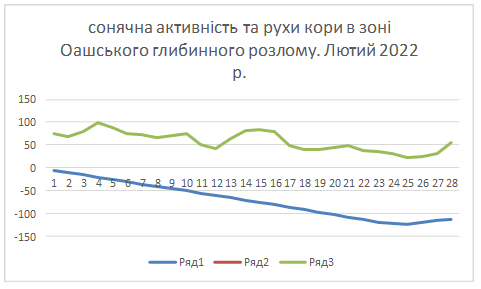 сонячна активність та рухи кори в зоні
Оашського глибинного розлому. Лютий 2022
р.
150
100
50
0
-50
-100
-150
1 2 3 4 5 6 7 8 9 10 11 12 13 14 15 16 17 18 19 20 21 22 23 24 25 26 27 28
Ряд1 Ряд2 Ряд3